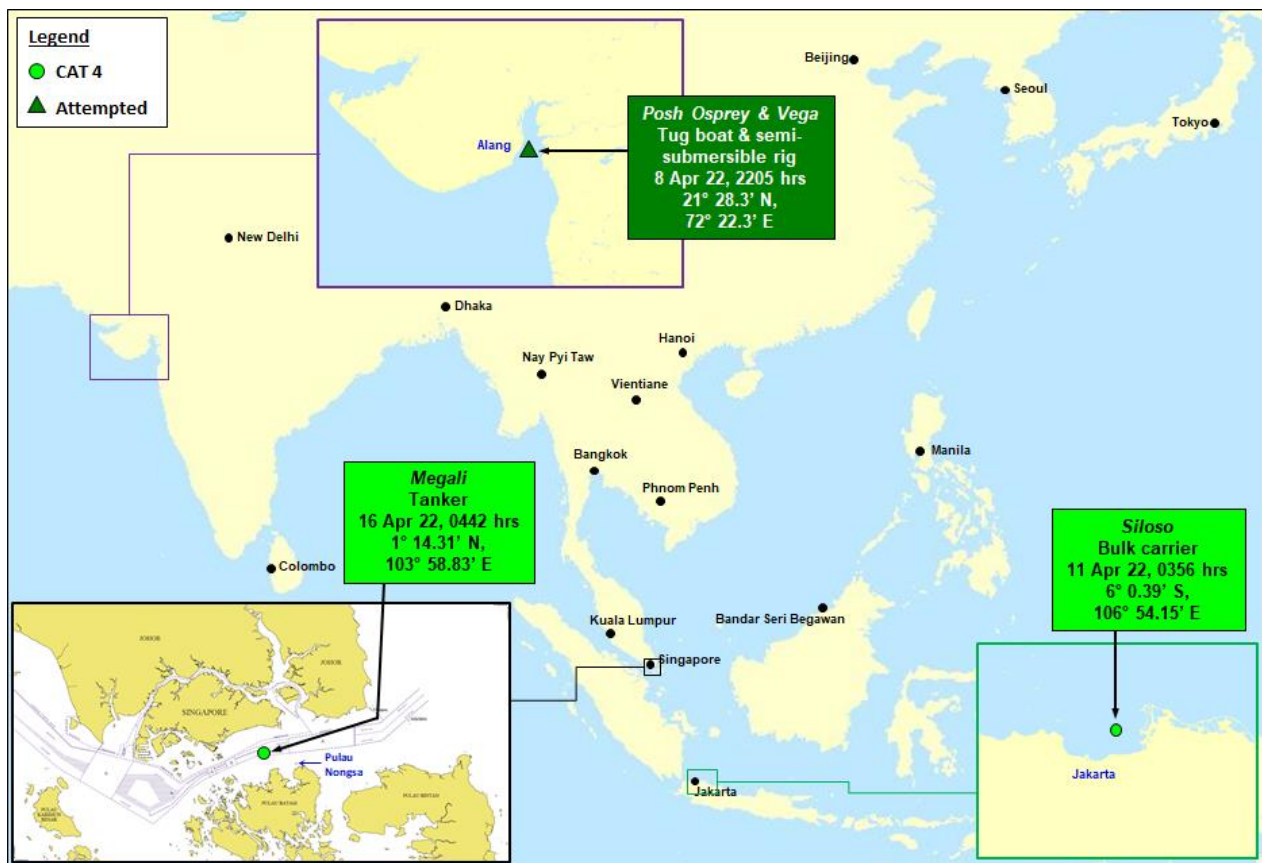 Legend
CAT 4
Attempted
Beijing
Seoul
Tokyo
Posh Osprey & Vega
Tug boat & semi-
submersible rig
8 Apr 22, 2205 hrs
21° 28.3’ N,
72° 22.3’ E
Alang
New Delhi
Dhaka
Hanoi
Nay Pyi Taw
Vientiane
Bangkok
Manila
Phnom Penh
Megali
Tanker
16 Apr 22, 0442 hrs
1° 14.31’ N,
103° 58.83’ E
Siloso
Bulk carrier
11 Apr 22, 0356 hrs
6° 0.39’ S,
106° 54.15’ E
Colombo
Kuala Lumpur
Bandar Seri Begawan
Singapore
JOHOR
JOHOR
SINGAPORE
Pulau
Nongsa
PULAU
KARIMUN
BESAR
PULAU BATAM
PULAU BINTAN
Jakarta
Jakarta